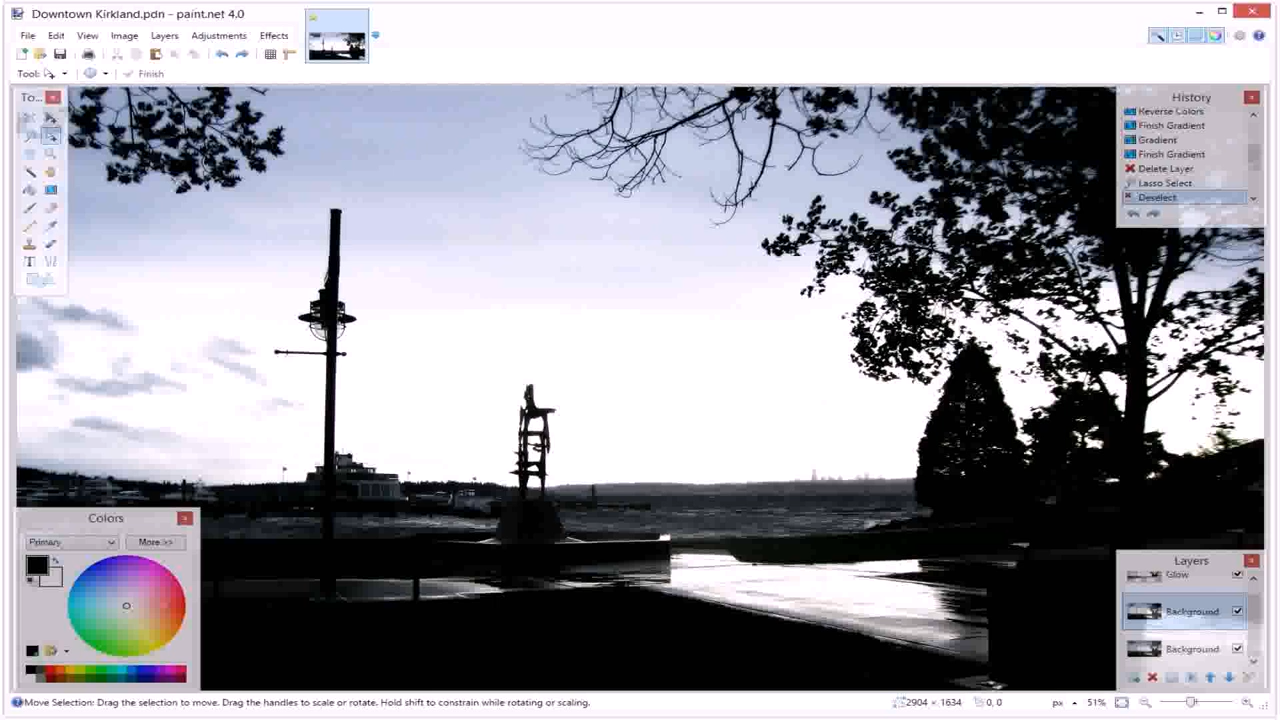 Downtown Kirkland.pdn - paint.net 4.0
File Edit View Image Layers Adjustments Effects
Tool: Finish
To...
History
Reverse Colors
Finish Gradient
Gradient
Finish Gradient
Delete Layer
Lasso Select
Deselect
Colors
Primary More >>
Layers
Glow
Background
Background
T
Move Selection: Drag the selection to move. Drag the handles to scale or rotate. Hold shift to constrain while rotating or scaling.
2904 × 1634 0, 0 px 51%